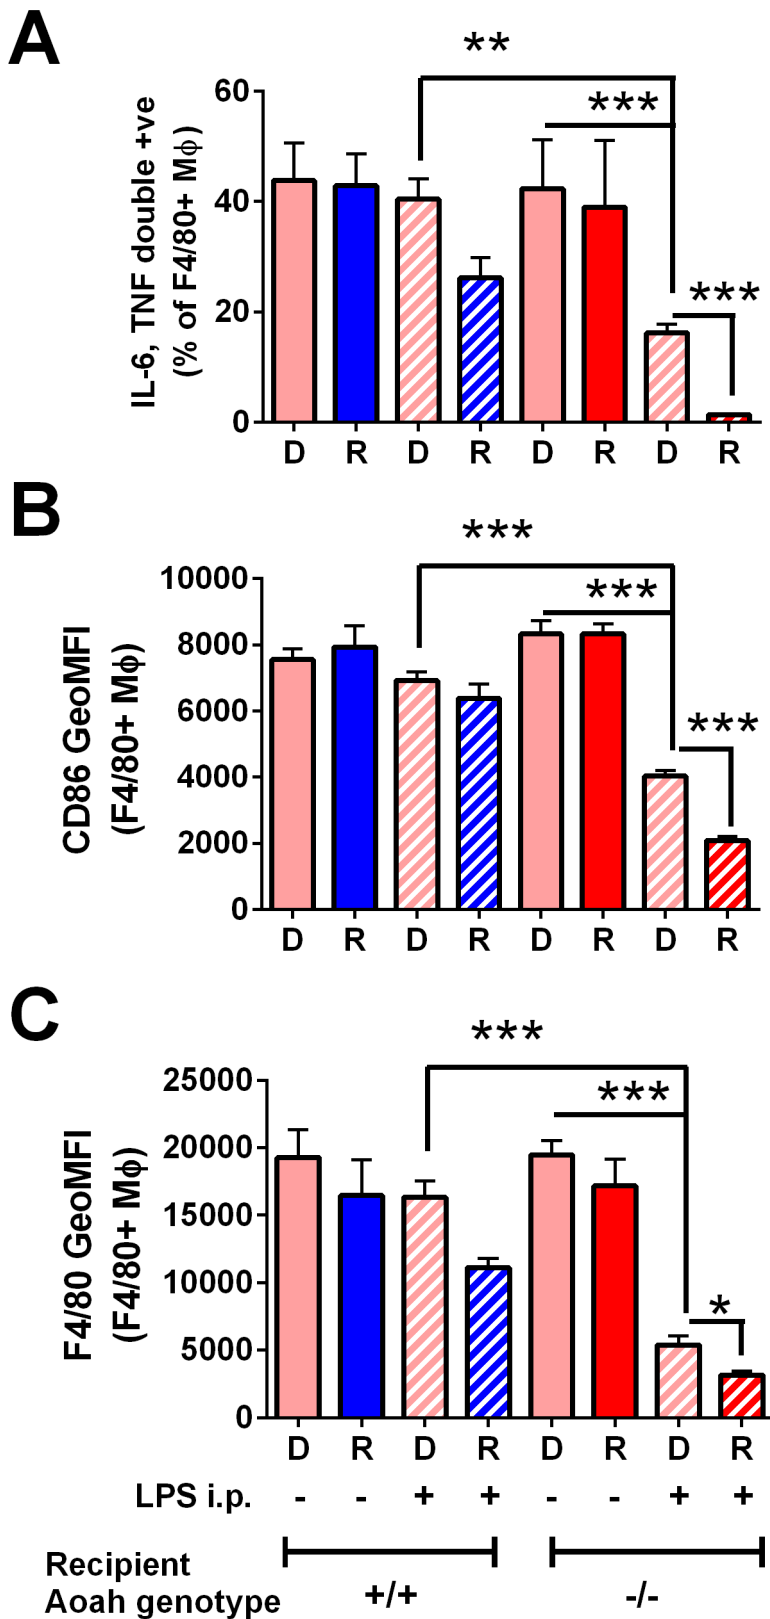 A
**
60
***
40
20
***
0
IL-6, TNF double +ve
(% of F4/80+ Mϕ)
D R D R D R D R
B
***
10000
***
8000
6000
***
4000
2000
0
CD86 GeoMFI
(F4/80+ Mϕ)
D R D R D R D R
C
***
25000
***
20000
15000
10000
*
5000
0
F4/80 GeoMFI
(F4/80+ Mϕ)
D R D R D R D R
LPS i.p. - - + + - - + +
Recipient
Aoah genotype +/+ -/-